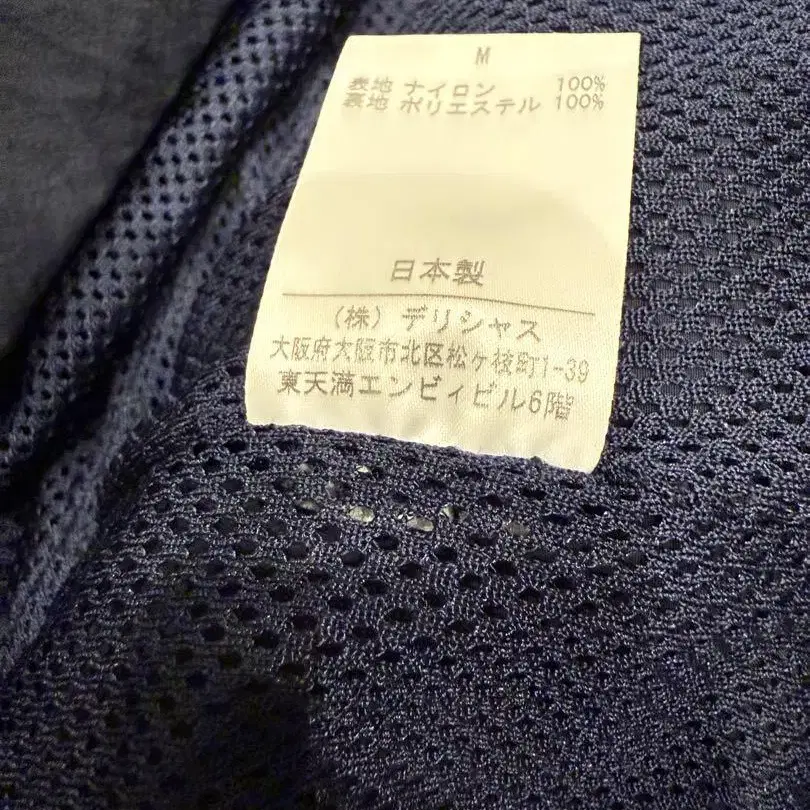 M
表地 ナイロン 100%
裏地 ポリエステル 100%
日本製
(株) デリシャス
大阪府大阪市北区松ケ枝町1-39
東天満エンビィビル6階